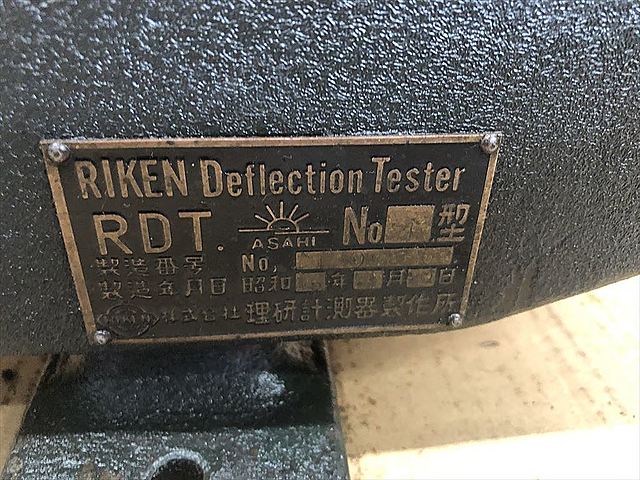 RIKEN Deflection Tester
RDT. ASAHI No 型
製造番号 No.
製造年月日 昭和 年 月 日
株式会社 理研計測器製作所